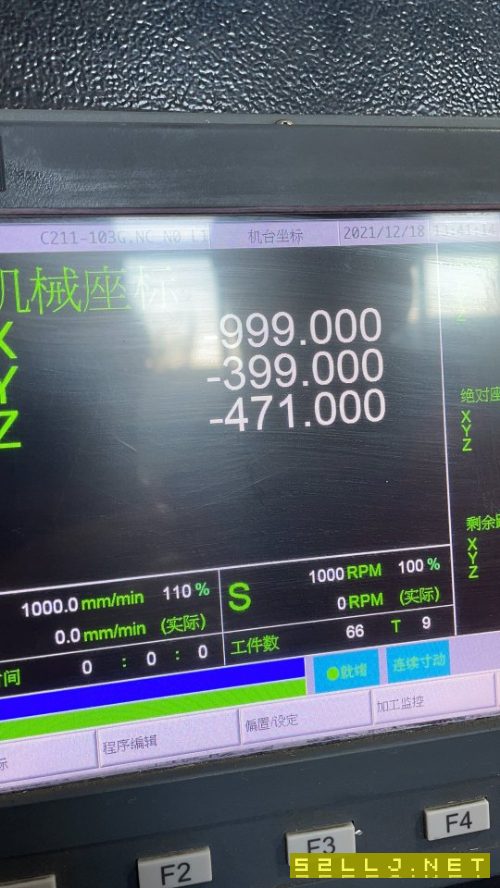 C211-103G.NC N0 L1 机台坐标 2021/12/18
机械座标
X 999.000
Y -399.000
Z -471.000
绝对座
X
Y
Z
剩余
X
Y
Z
1000.0 mm/min 110 %
0.0 mm/min (实际)
S 1000 RPM 100 %
0 RPM (实际)
时间 0 : 0 : 0
工件数 66 T 9
就绪 连续寸动
标 程序编辑 偏置/设定 加工监控
F2 F3 F4
52LLJ.NET